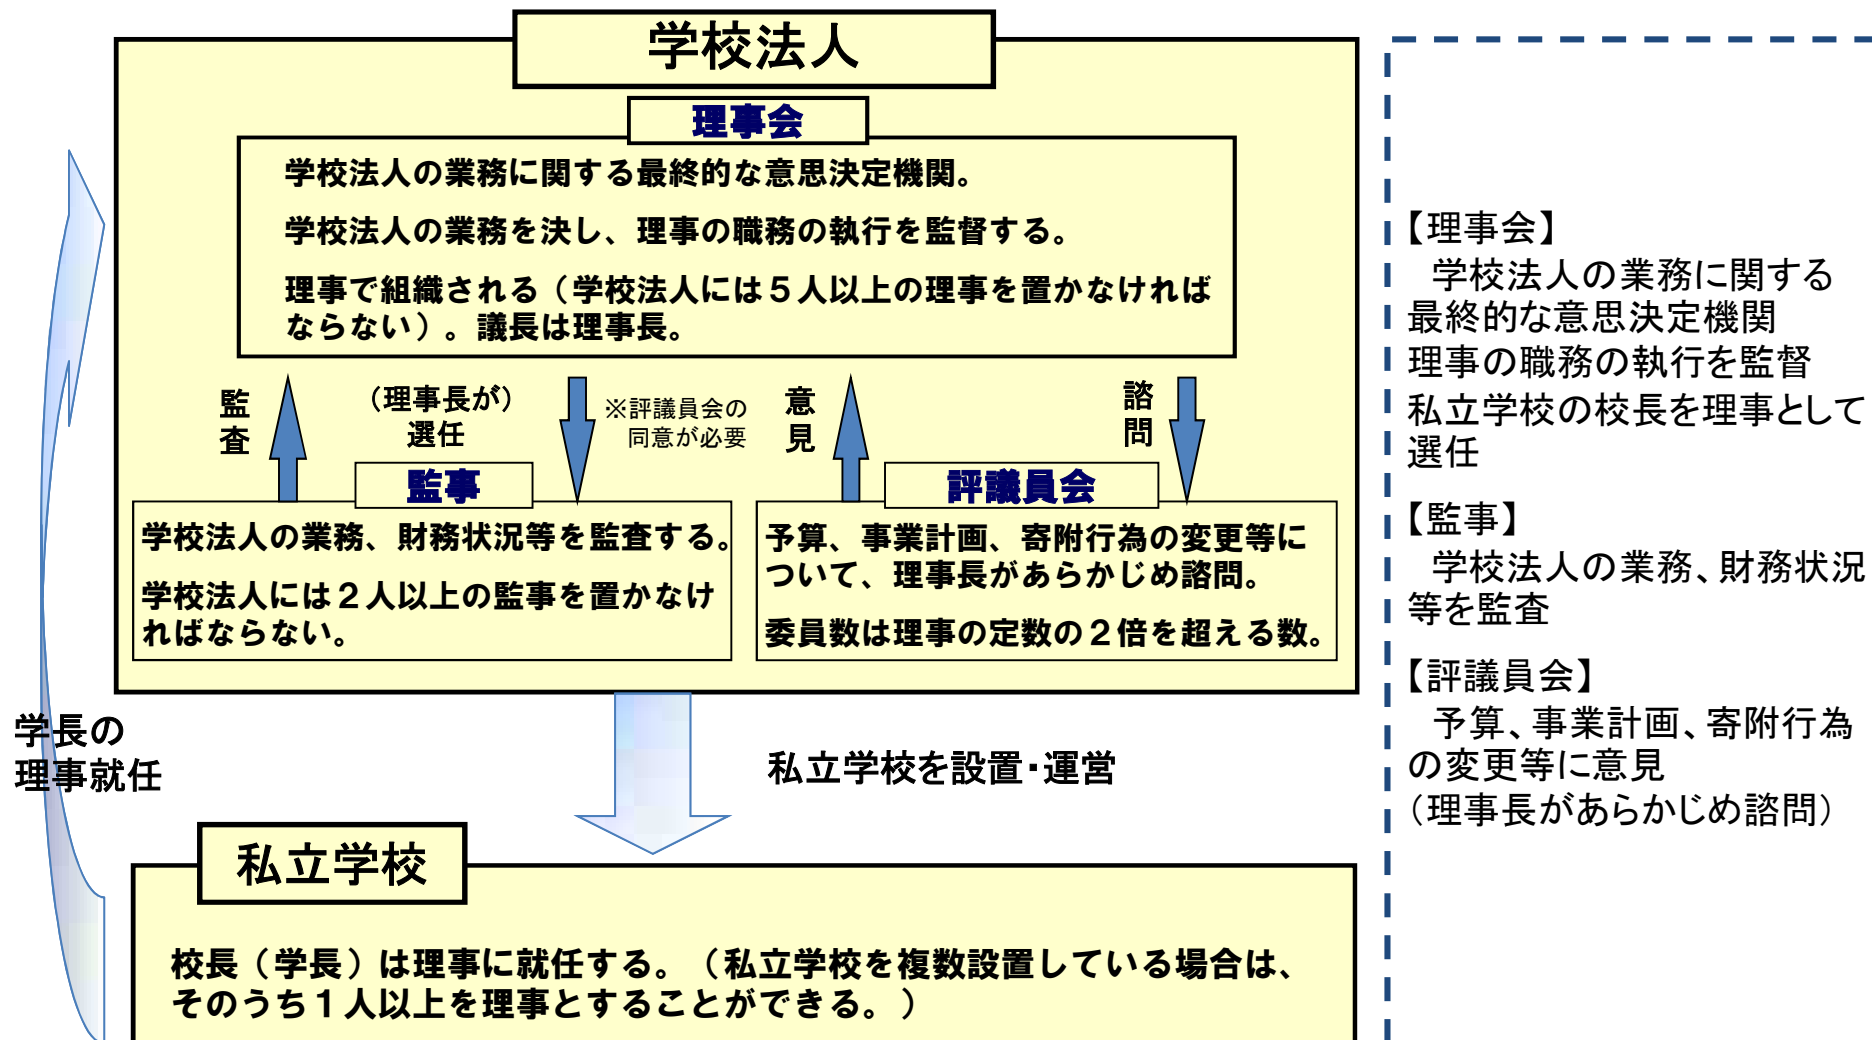 学校法人
理事会
学校法人の業務に関する最終的な意思決定機関。
学校法人の業務を決し、理事の職務の執行を監督する。
理事で組織される（学校法人には５人以上の理事を置かなければ
ならない）。議長は理事長。
監
査
（理事長が）
選任
※評議員会の
同意が必要
意
見
諮
問
監事
学校法人の業務、財務状況等を監査する。
学校法人には２人以上の監事を置かなけ
ればならない。
評議員会
予算、事業計画、寄附行為の変更等に
ついて、理事長があらかじめ諮問。
委員数は理事の定数の２倍を超える数。
学長の
理事就任
私立学校を設置・運営
私立学校
校長（学長）は理事に就任する。（私立学校を複数設置している場合は、
そのうち１人以上を理事とすることができる。）
【理事会】
学校法人の業務に関する
最終的な意思決定機関
理事の職務の執行を監督
私立学校の校長を理事として
選任
【監事】
学校法人の業務、財務状況
等を監査
【評議員会】
予算、事業計画、寄附行為
の変更等に意見
（理事長があらかじめ諮問）